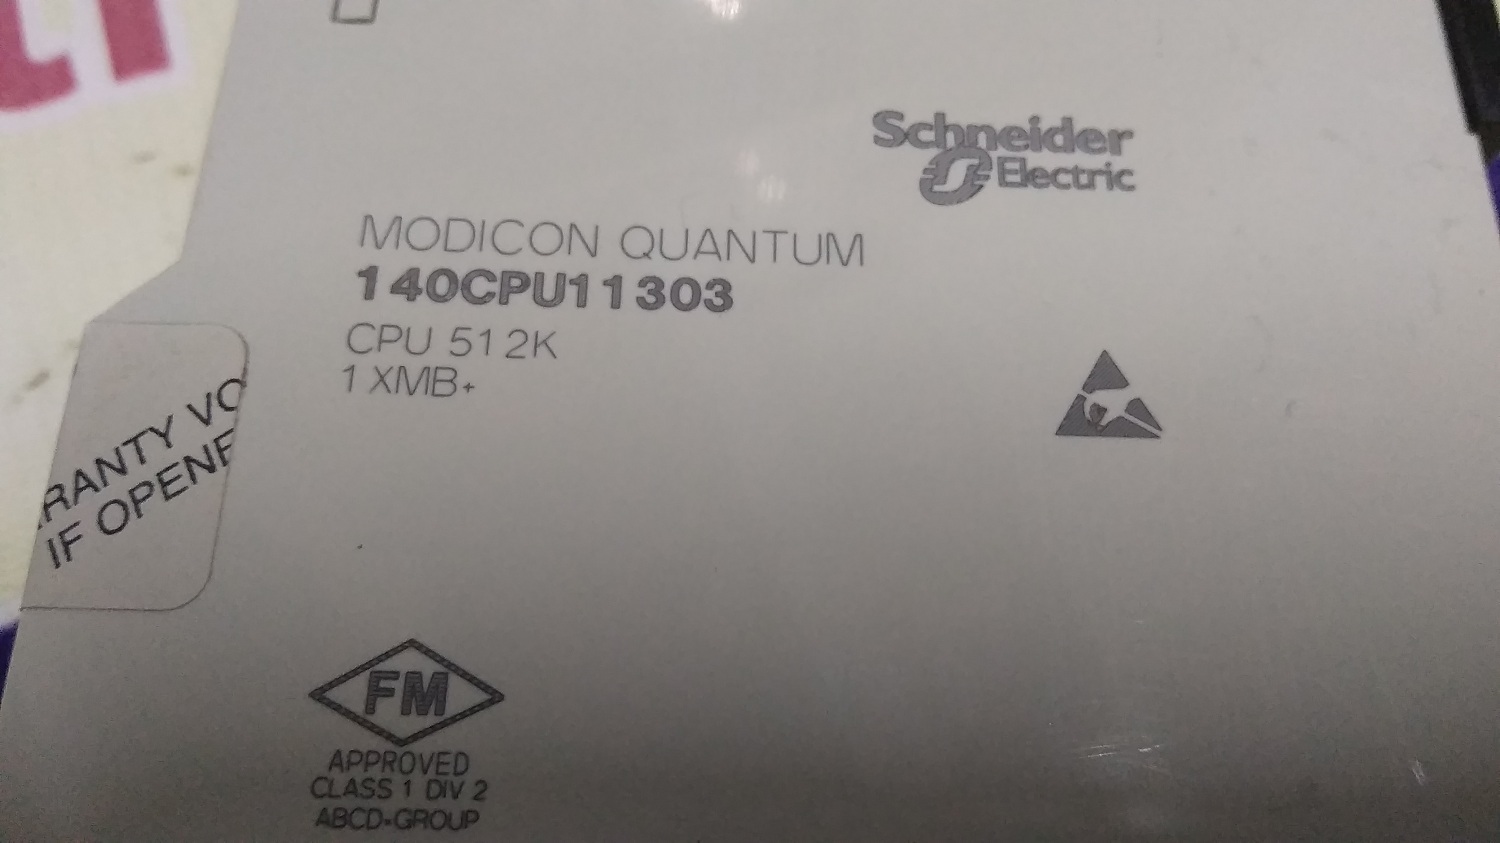 Schneider
Electric
MODICON QUANTUM
140CPU11303
CPU 512K
1 XMB+
RANTY VO
IF OPENE
FM
APPROVED
CLASS 1 DIV 2
ABCD-GROUP